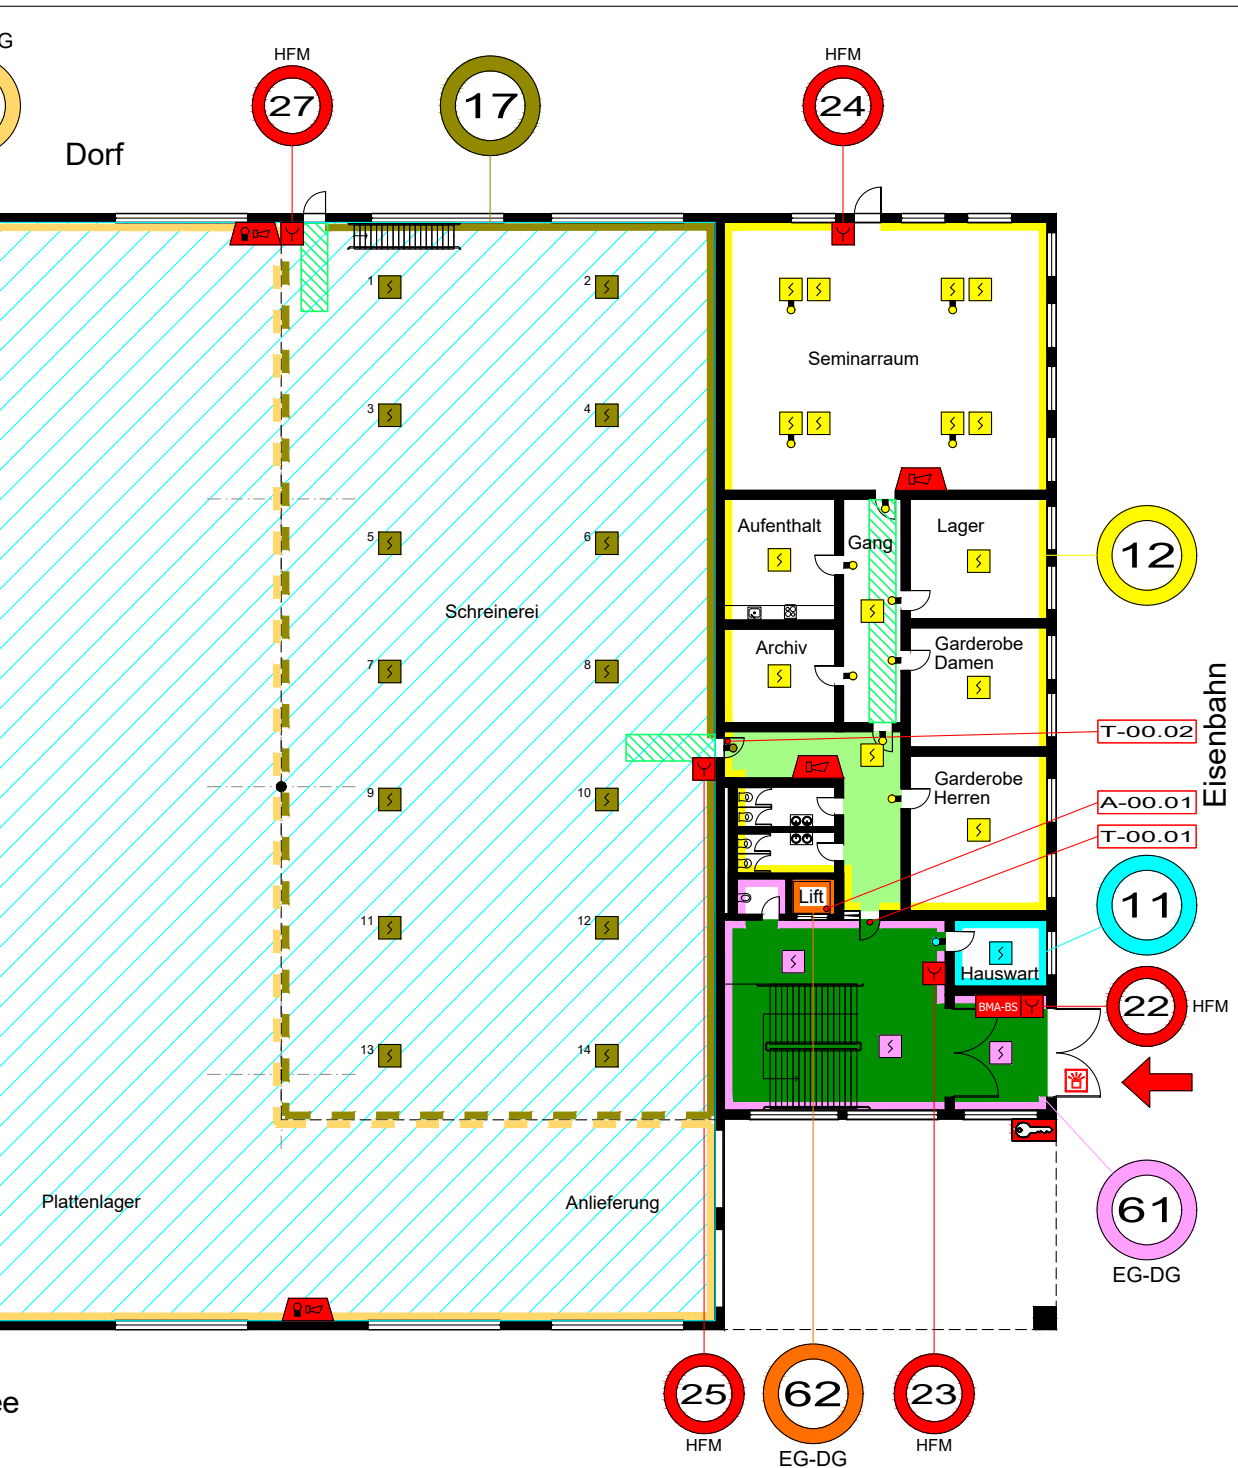 G
HFM
HFM
27
17
24
Dorf
1
2
Seminarraum
3
4
Aufenthalt
Gang
Lager
5
6
12
Schreinerei
Archiv
Garderobe
Damen
7
8
Eisenbahn
T-00.02
Garderobe
Herren
9
10
A-00.01
T-00.01
Lift
11
11
12
Hauswart
BMA-BS
22
HFM
13
14
Plattenlager
Anlieferung
61
EG-DG
25
62
23
ee
HFM
EG-DG
HFM